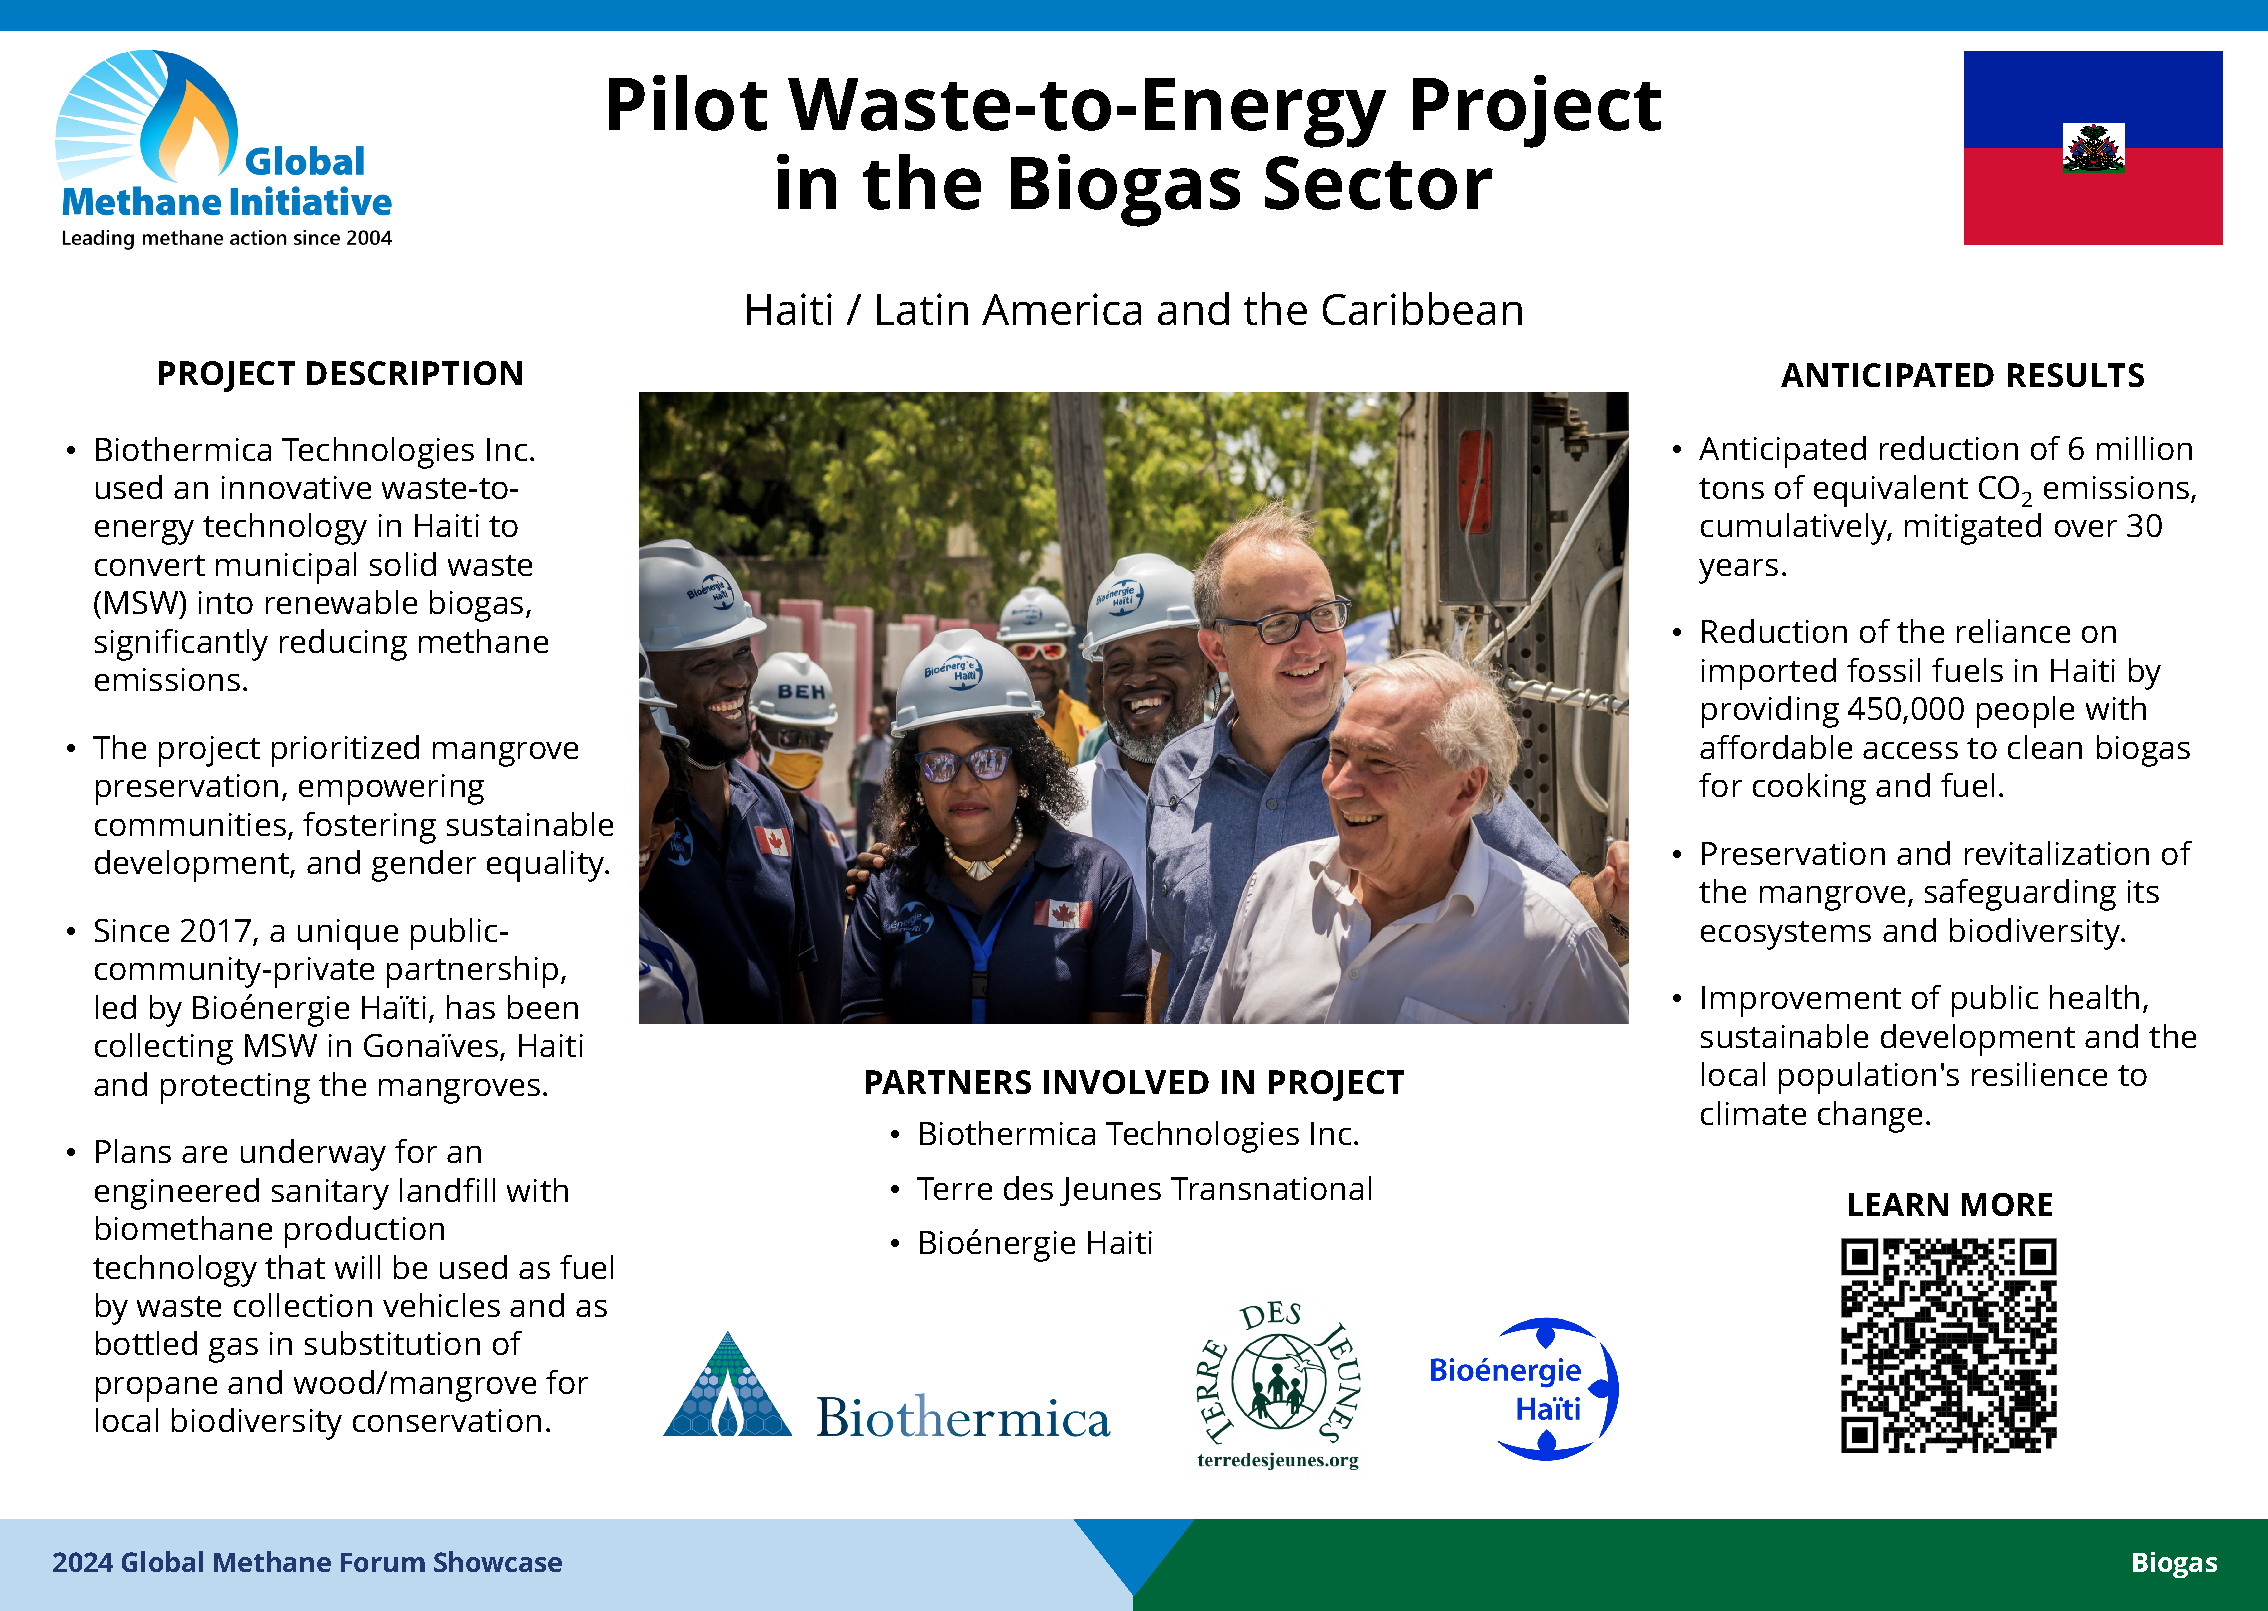 Global
Methane Initiative
Leading methane action since 2004
Pilot Waste-to-Energy Project
in the Biogas Sector
Haiti / Latin America and the Caribbean
PROJECT DESCRIPTION
• Biothermica Technologies Inc.
used an innovative waste-to-
energy technology in Haiti to
convert municipal solid waste
(MSW) into renewable biogas,
significantly reducing methane
emissions.
• The project prioritized mangrove
preservation, empowering
communities, fostering sustainable
development, and gender equality.
• Since 2017, a unique public-
community-private partnership,
led by Bioénergie Haïti, has been
collecting MSW in Gonaïves, Haiti
and protecting the mangroves.
• Plans are underway for an
engineered sanitary landfill with
biomethane production
technology that will be used as fuel
by waste collection vehicles and as
bottled gas in substitution of
propane and wood/mangrove for
local biodiversity conservation.
Bioénergie
Haïti
BEH
Bioénergie
Haïti
Bioénergie
Haïti
Bioénergie
Haïti
PARTNERS INVOLVED IN PROJECT
• Biothermica Technologies Inc.
• Terre des Jeunes Transnational
• Bioénergie Haiti
Biothermica
TERRE DES JEUNES
terredesjeunes.org
Bioénergie
Haïti
ANTICIPATED RESULTS
• Anticipated reduction of 6 million
tons of equivalent CO₂ emissions,
cumulatively, mitigated over 30
years.
• Reduction of the reliance on
imported fossil fuels in Haiti by
providing 450,000 people with
affordable access to clean biogas
for cooking and fuel.
• Preservation and revitalization of
the mangrove, safeguarding its
ecosystems and biodiversity.
• Improvement of public health,
sustainable development and the
local population's resilience to
climate change.
LEARN MORE
2024 Global Methane Forum Showcase
Biogas